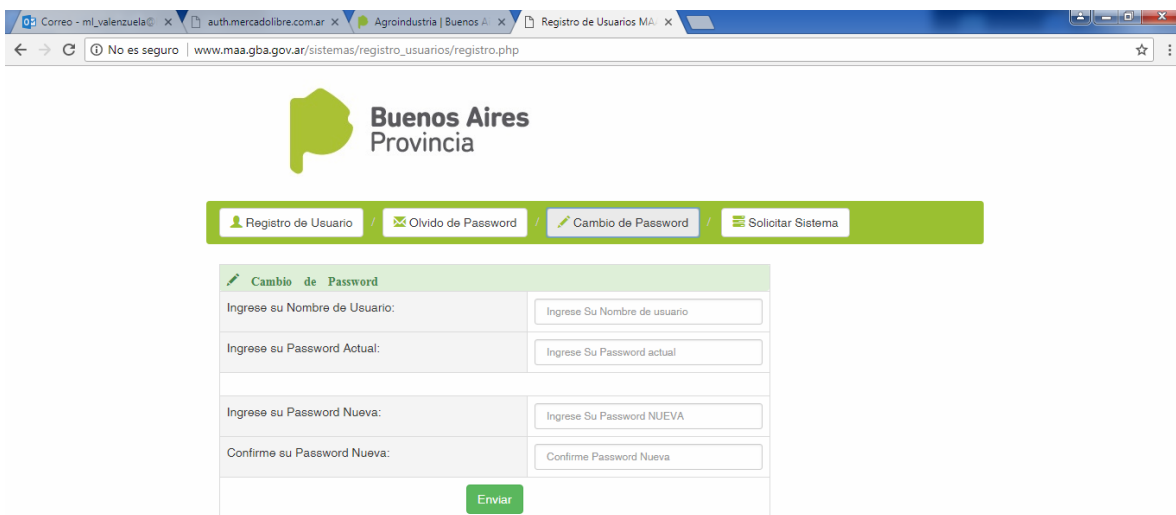 Correo - ml_valenzuela@
auth.mercadolibre.com.ar
Agroindustria | Buenos A
Registro de Usuarios MA
No es seguro | www.maa.gba.gov.ar/sistemas/registro_usuarios/registro.php
Buenos Aires
Provincia
Registro de Usuario / Olvido de Password / Cambio de Password / Solicitar Sistema
Cambio de Password
Ingrese su Nombre de Usuario: Ingrese Su Nombre de usuario
Ingrese su Password Actual: Ingrese Su Password actual
Ingrese su Password Nueva: Ingrese Su Password NUEVA
Confirme su Password Nueva: Confirme Password Nueva
Enviar